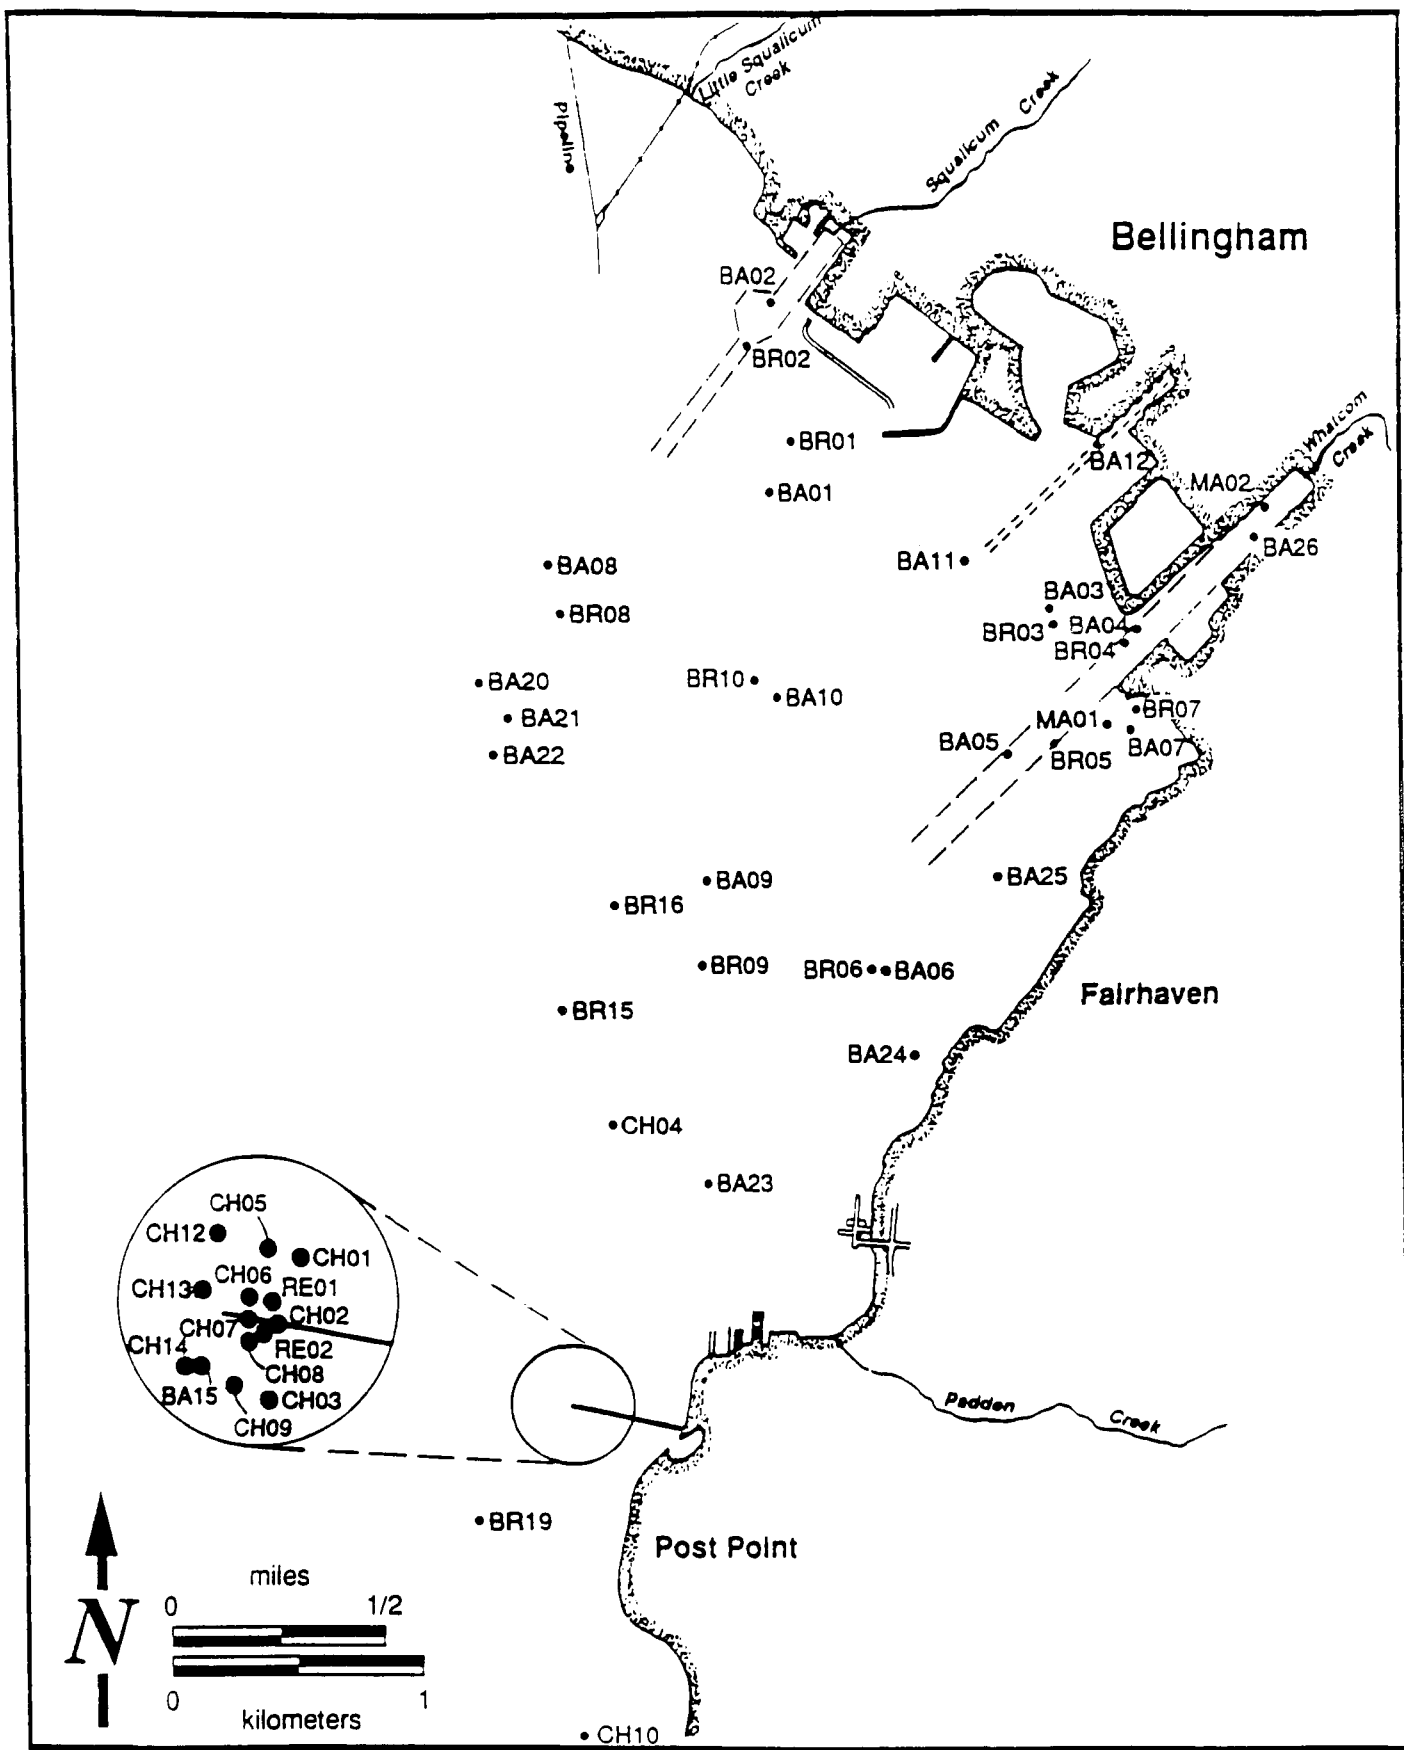 Little Squalicum
Creek
Pipeline
Squalicum Creek
Bellingham
BA02
BR02
BR01
BA01
BA12
Whatcom
Creek
MA02
BA26
BA11
BA08
BA03
BR08
BR03
BA04
BR04
BR10
BA10
BA20
BA21
BA22
BR07
MA01
BA07
BA05
BR05
BA09
BA25
BR16
BR09
BR06
BA06
Fairhaven
BR15
BA24
CH04
BA23
CH05
CH12
CH01
CH06
RE01
CH13
CH02
CH07
RE02
CH14
CH08
BA15
CH03
CH09
Padden Creek
BR19
Post Point
miles
0 1/2
N
0 1
kilometers
CH10